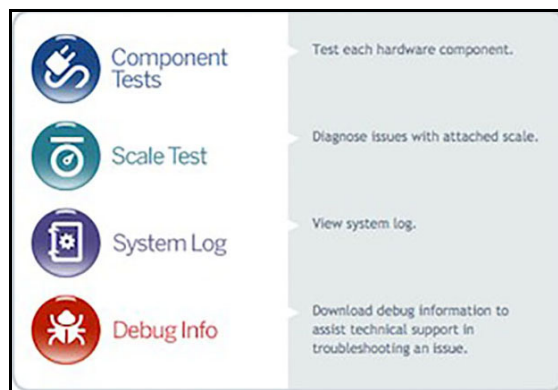 Component
Tests
Test each hardware component.
Scale Test
Diagnose issues with attached scale.
System Log
View system log.
Debug Info
Download debug information to
assist technical support in
troubleshooting an issue.